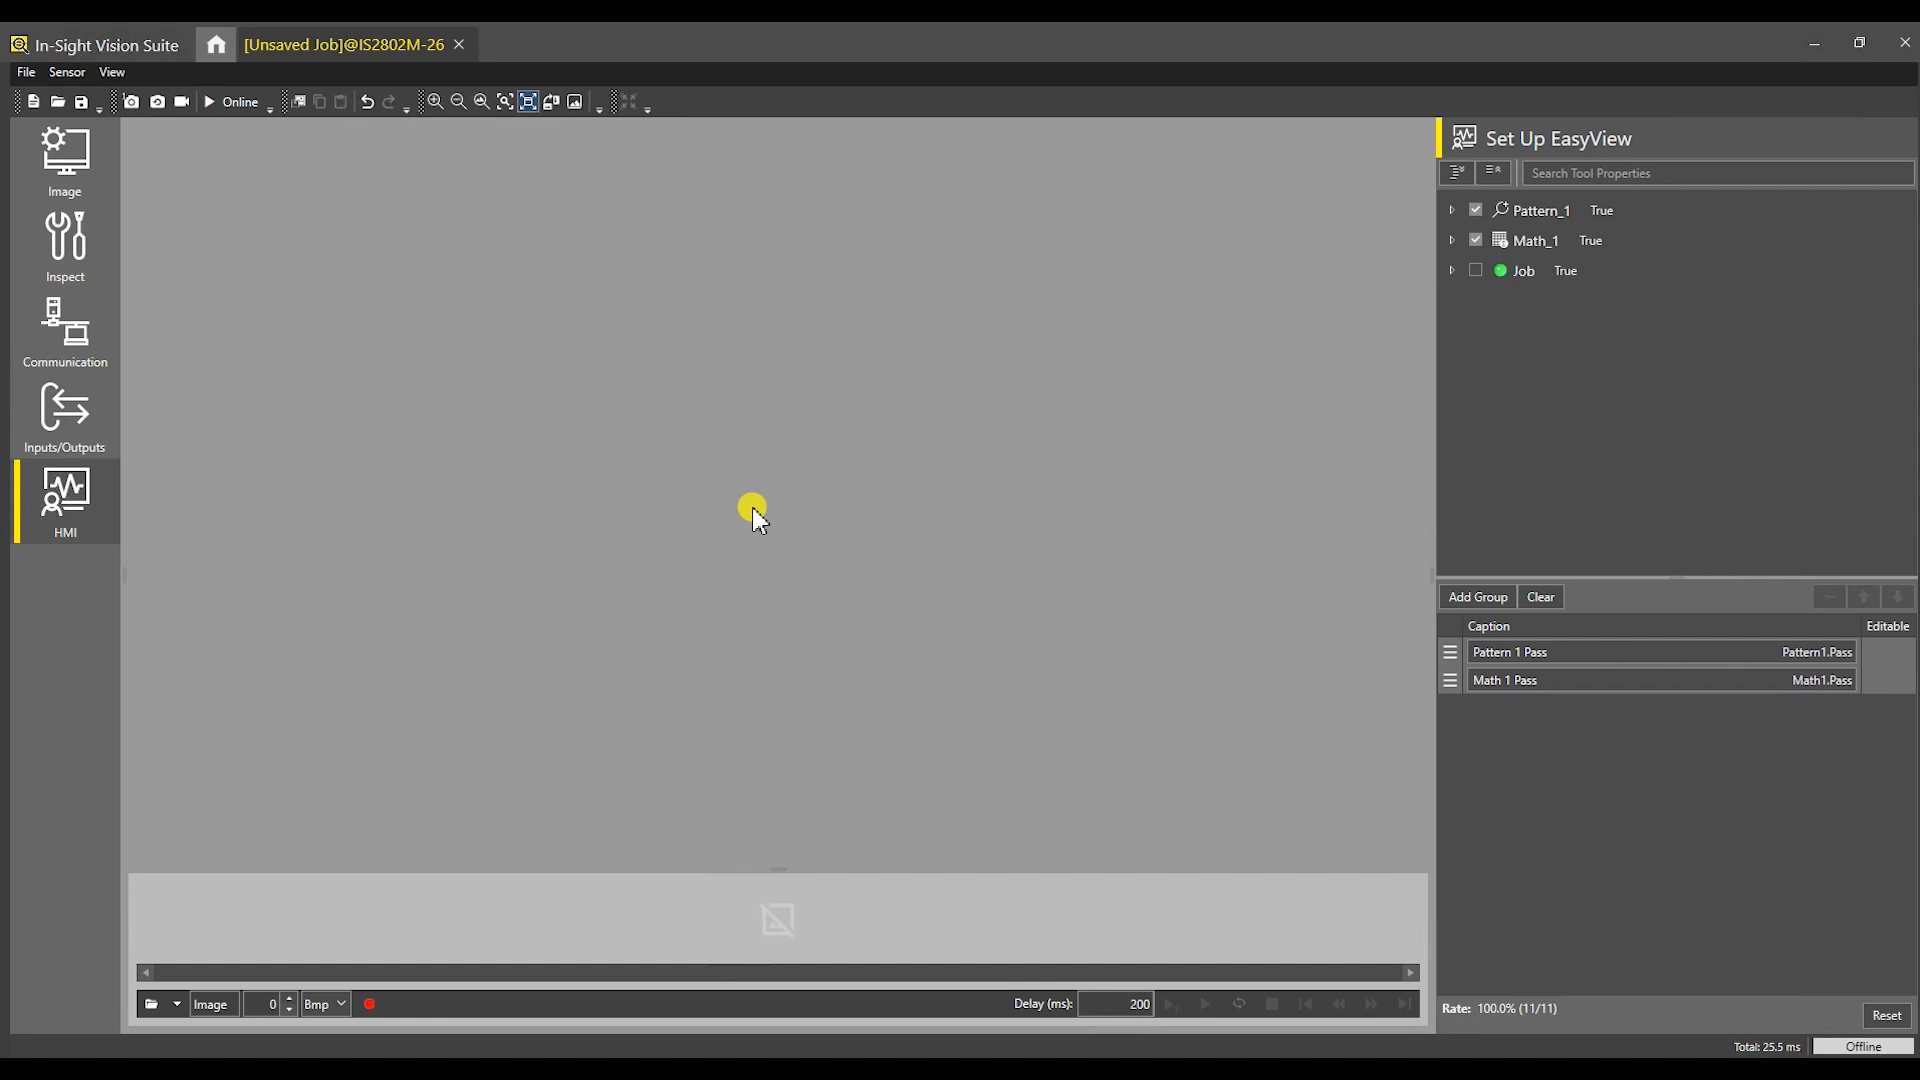 In-Sight Vision Suite
[Unsaved Job]@IS2802M-26
File Sensor View
Online
Image
Inspect
Communication
Inputs/Outputs
HMI
Set Up EasyView
Search Tool Properties
Pattern_1 True
Math_1 True
Job True
Add Group Clear
Caption Editable
Pattern 1 Pass Pattern1.Pass
Math 1 Pass Math1.Pass
Image 0 Bmp Delay (ms): 200
Rate: 100.0% (11/11)
Reset
Total: 25.5 ms Offline